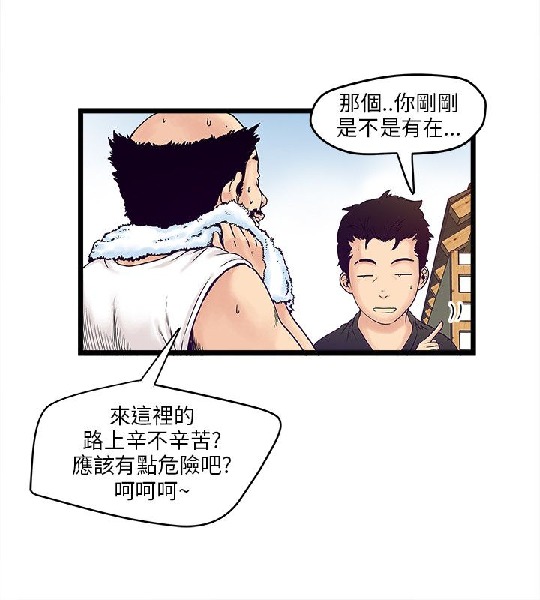 那個..你剛剛
是不是有在...
來這裡的
路上辛不辛苦?
應該有點危險吧?
呵呵呵~